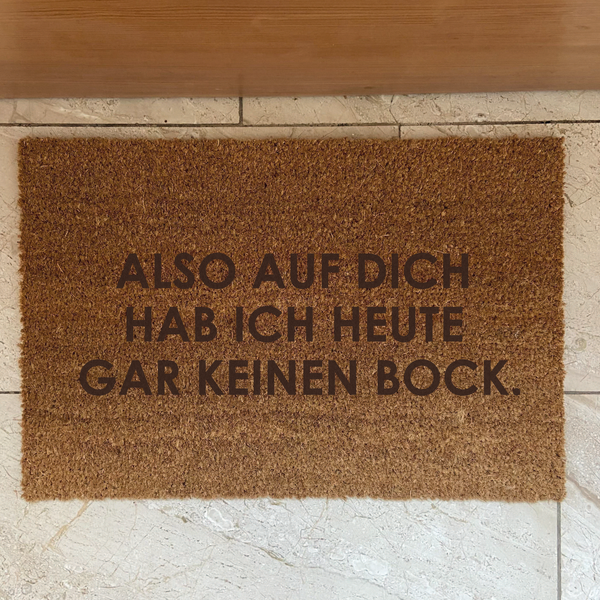 ALSO AUF DICH
HAB ICH HEUTE
GAR KEINEN BOCK.